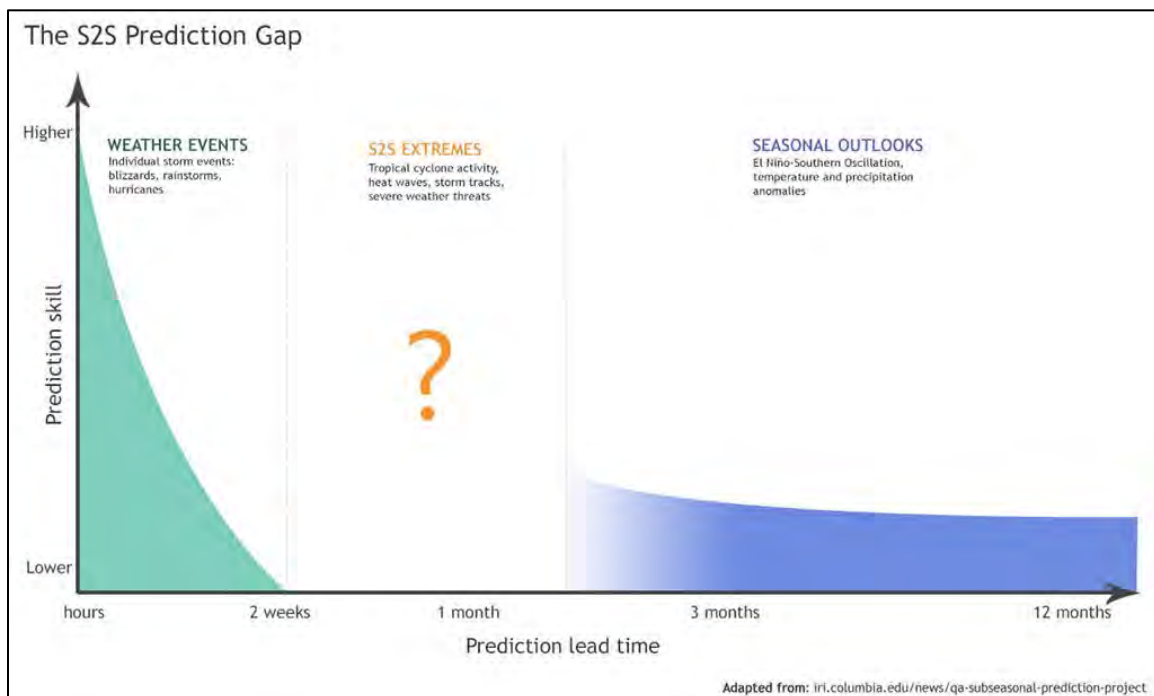 The S2S Prediction Gap
Higher
WEATHER EVENTS
Individual storm events:
blizzards, rainstorms,
hurricanes
S2S EXTREMES
Tropical cyclone activity,
heat waves, storm tracks,
severe weather threats
SEASONAL OUTLOOKS
El Niño-Southern Oscillation,
temperature and precipitation
anomalies
Prediction skill
?
Lower
hours
2 weeks
1 month
3 months
12 months
Prediction lead time
Adapted from: iri.columbia.edu/news/qa-subseasonal-prediction-project